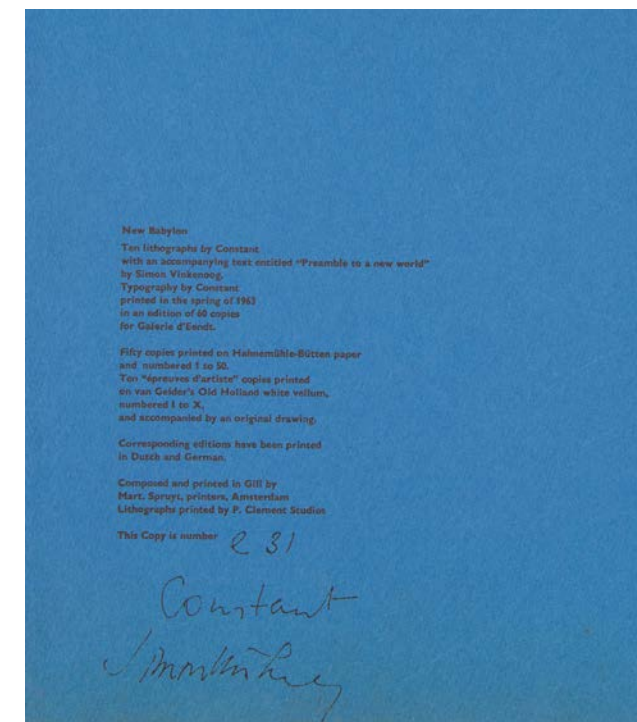 New Babylon
Ten lithographs by Constant
with an accompanying text entitled "Preamble to a new world"
by Simon Vinkenoog.
Typography by Constant
printed in the spring of 1963
in an edition of 60 copies
for Galerie d'Eendt.
Fifty copies printed on Hahnemühle-Bütten paper
and numbered 1 to 50.
Ten "épreuves d'artiste" copies printed
on van Gelder's Old Holland white vellum,
numbered I to X,
and accompanied by an original drawing.
Corresponding editions have been printed
in Dutch and German.
Composed and printed in Gill by
Mart. Spruyt, printers, Amsterdam
Lithographs printed by P. Clement Studios
This Copy is number e 31
Constant